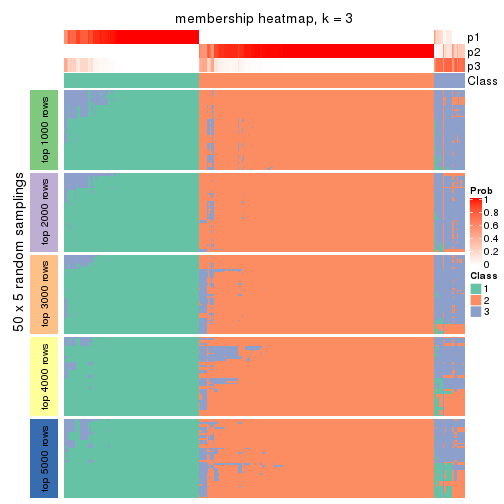 membership heatmap, k = 3
p1
p2
p3
Class
50 x 5 random samplings
top 1000 rows
top 2000 rows
top 3000 rows
top 4000 rows
top 5000 rows
Prob
1
0.8
0.6
0.4
0.2
0
Class
1
2
3